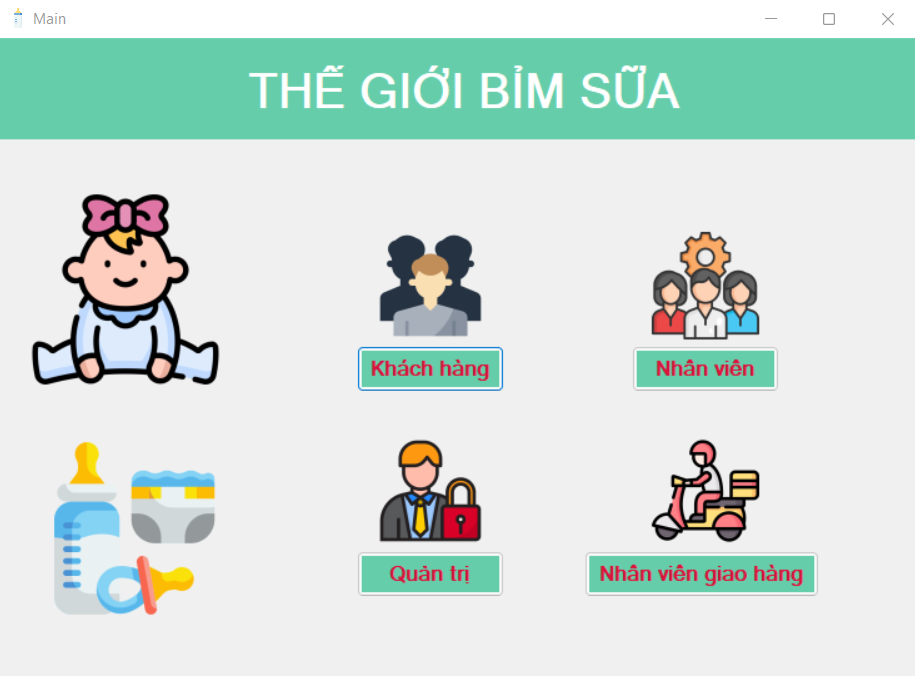 Main
THẾ GIỚI BỈM SỮA
Khách hàng
Nhân viên
Quản trị
Nhân viên giao hàng